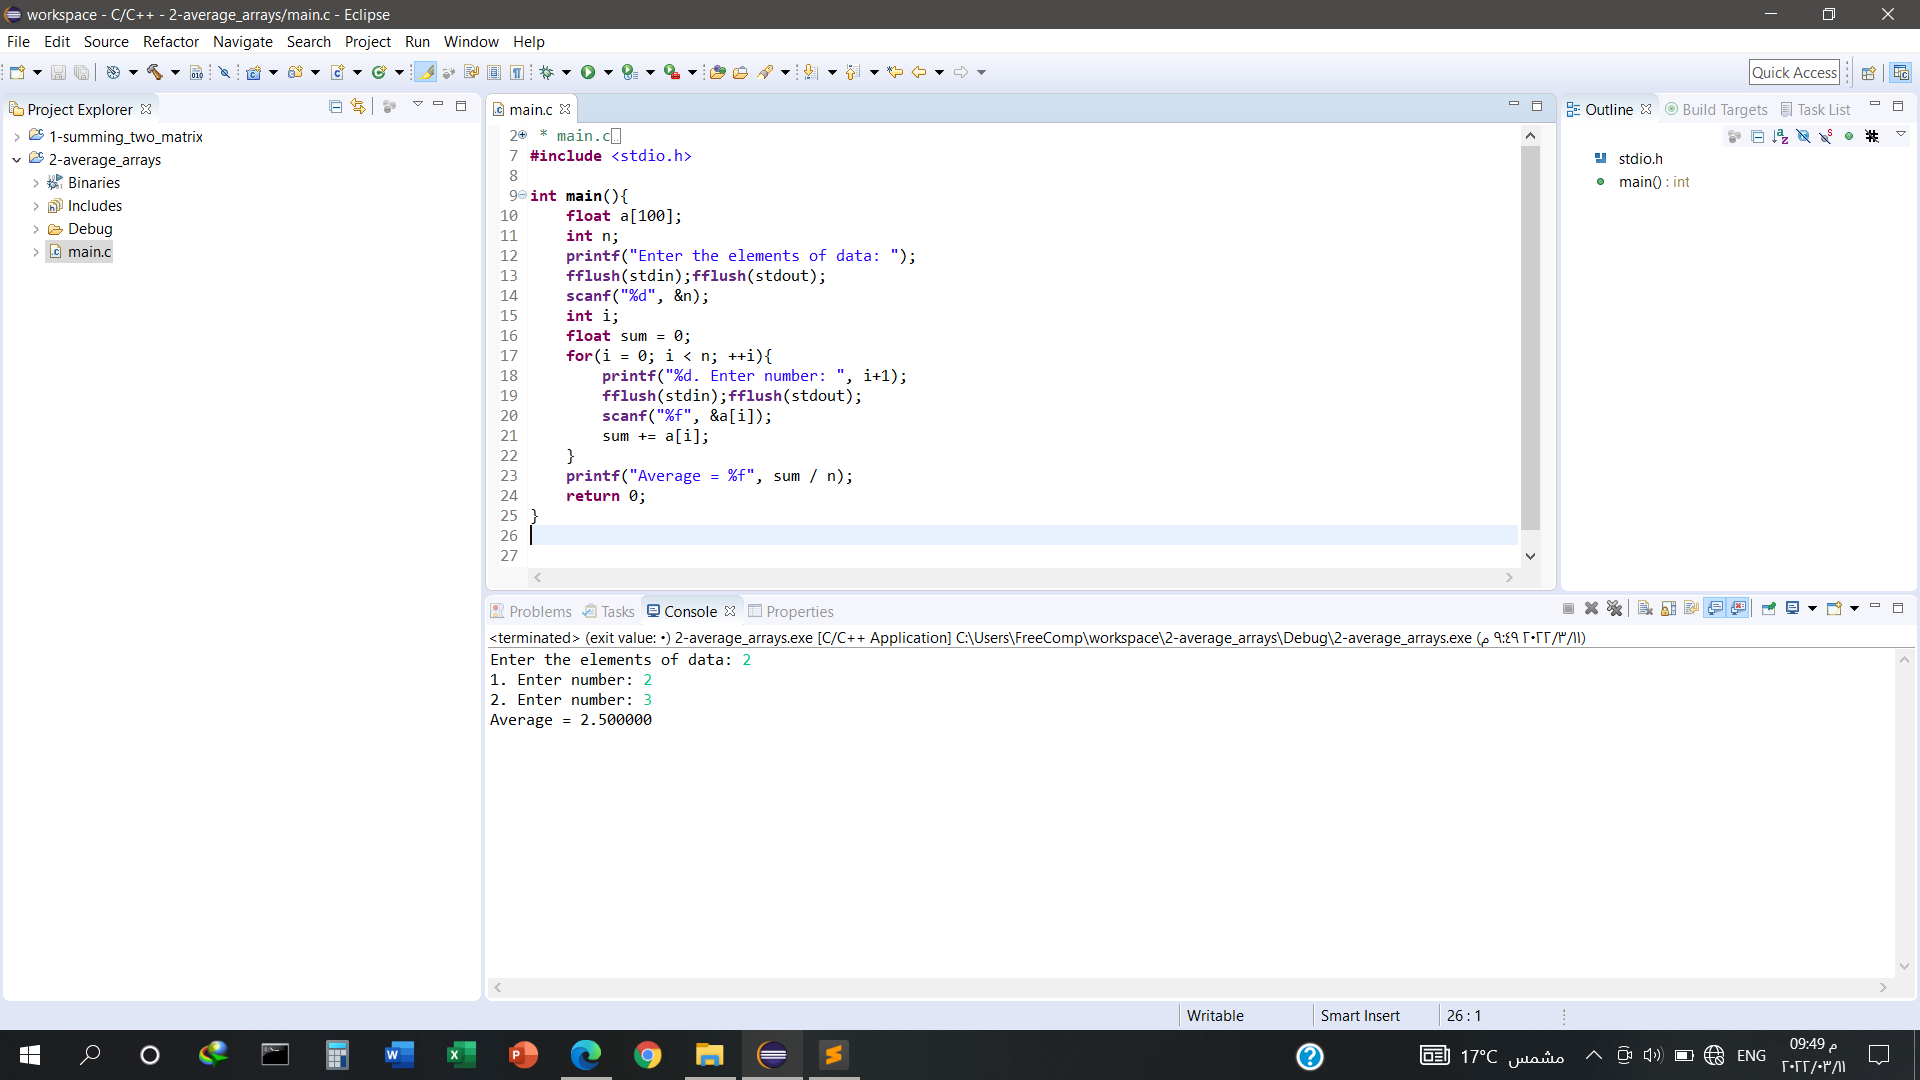 workspace - C/C++ - 2-average_arrays/main.c - Eclipse
File Edit Source Refactor Navigate Search Project Run Window Help
Quick Access
Project Explorer
1-summing_two_matrix
2-average_arrays
Binaries
Includes
Debug
main.c
main.c
2 * main.c
7 #include <stdio.h>
8
9 int main(){
10 float a[100];
11 int n;
12 printf("Enter the elements of data: ");
13 fflush(stdin);fflush(stdout);
14 scanf("%d", &n);
15 int i;
16 float sum = 0;
17 for(i = 0; i < n; ++i){
18 printf("%d. Enter number: ", i+1);
19 fflush(stdin);fflush(stdout);
20 scanf("%f", &a[i]);
21 sum += a[i];
22 }
23 printf("Average = %f", sum / n);
24 return 0;
25 }
26
27
Outline Build Targets Task List
stdio.h
main() : int
Problems Tasks Console Properties
<terminated> (exit value: ٠) 2-average_arrays.exe [C/C++ Application] C:\Users\FreeComp\workspace\2-average_arrays\Debug\2-average_arrays.exe (م ٩:٤٩ ٢٠٢٢/٣/١١)
Enter the elements of data: 2
1. Enter number: 2
2. Enter number: 3
Average = 2.500000
Writable Smart Insert 26 : 1
17°C مشمس ENG
09:49 م
٢٠٢٢/٠٣/١١